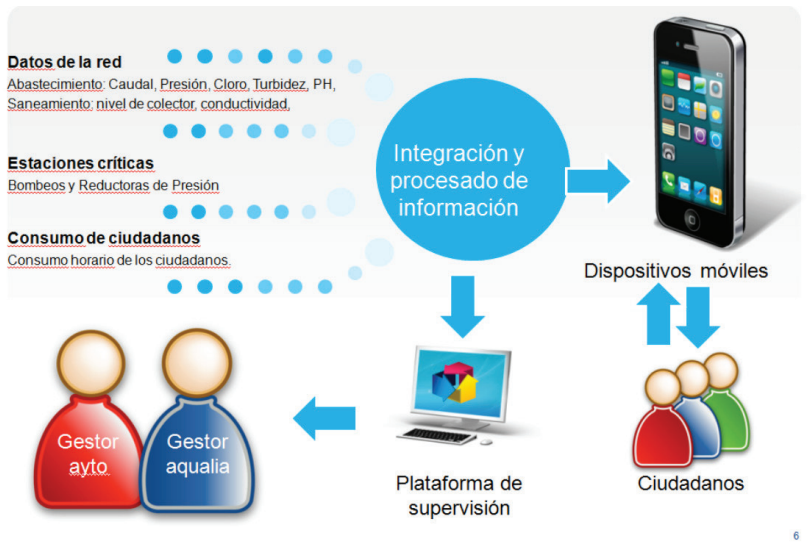 Datos de la red
Abastecimiento: Caudal, Presión, Cloro, Turbidez, PH,
Saneamiento: nivel de colector, conductividad,
Estaciones críticas
Bombeos y Reductoras de Presión
Consumo de ciudadanos
Consumo horario de los ciudadanos.
Integración y
procesado de
información
Dispositivos móviles
Gestor
ayto
Gestor
aqualia
Plataforma de
supervisión
Ciudadanos
6